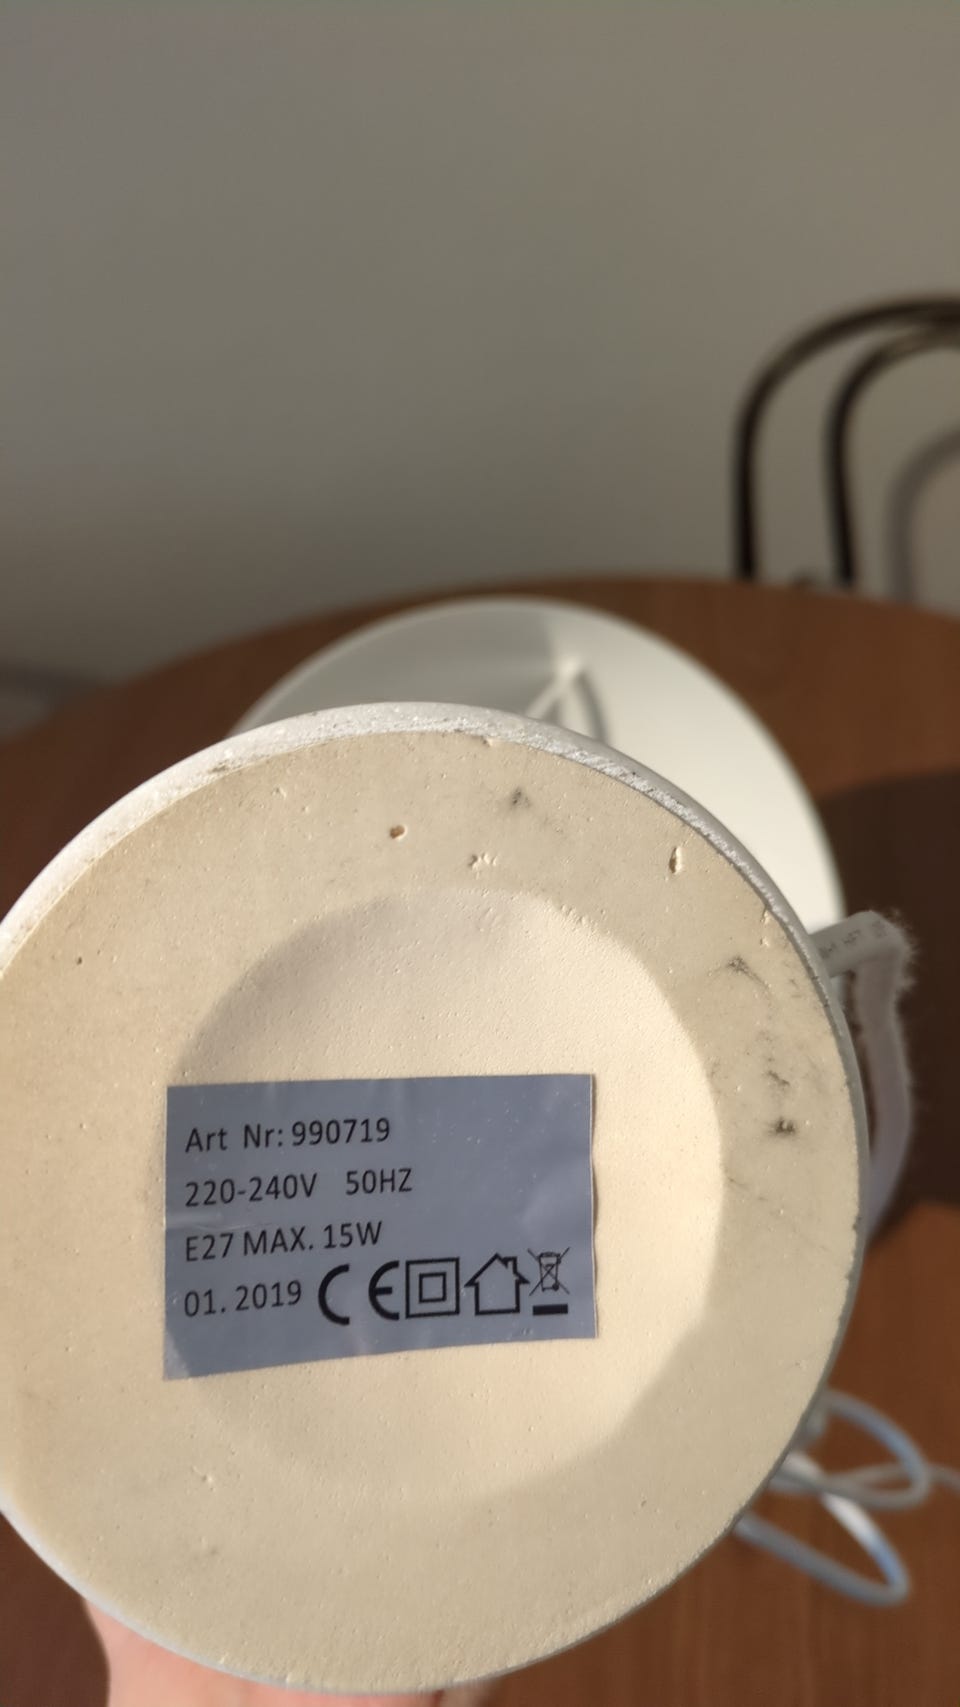 Art Nr: 990719
220-240V 50HZ
E27 MAX. 15W
01. 2019 CE